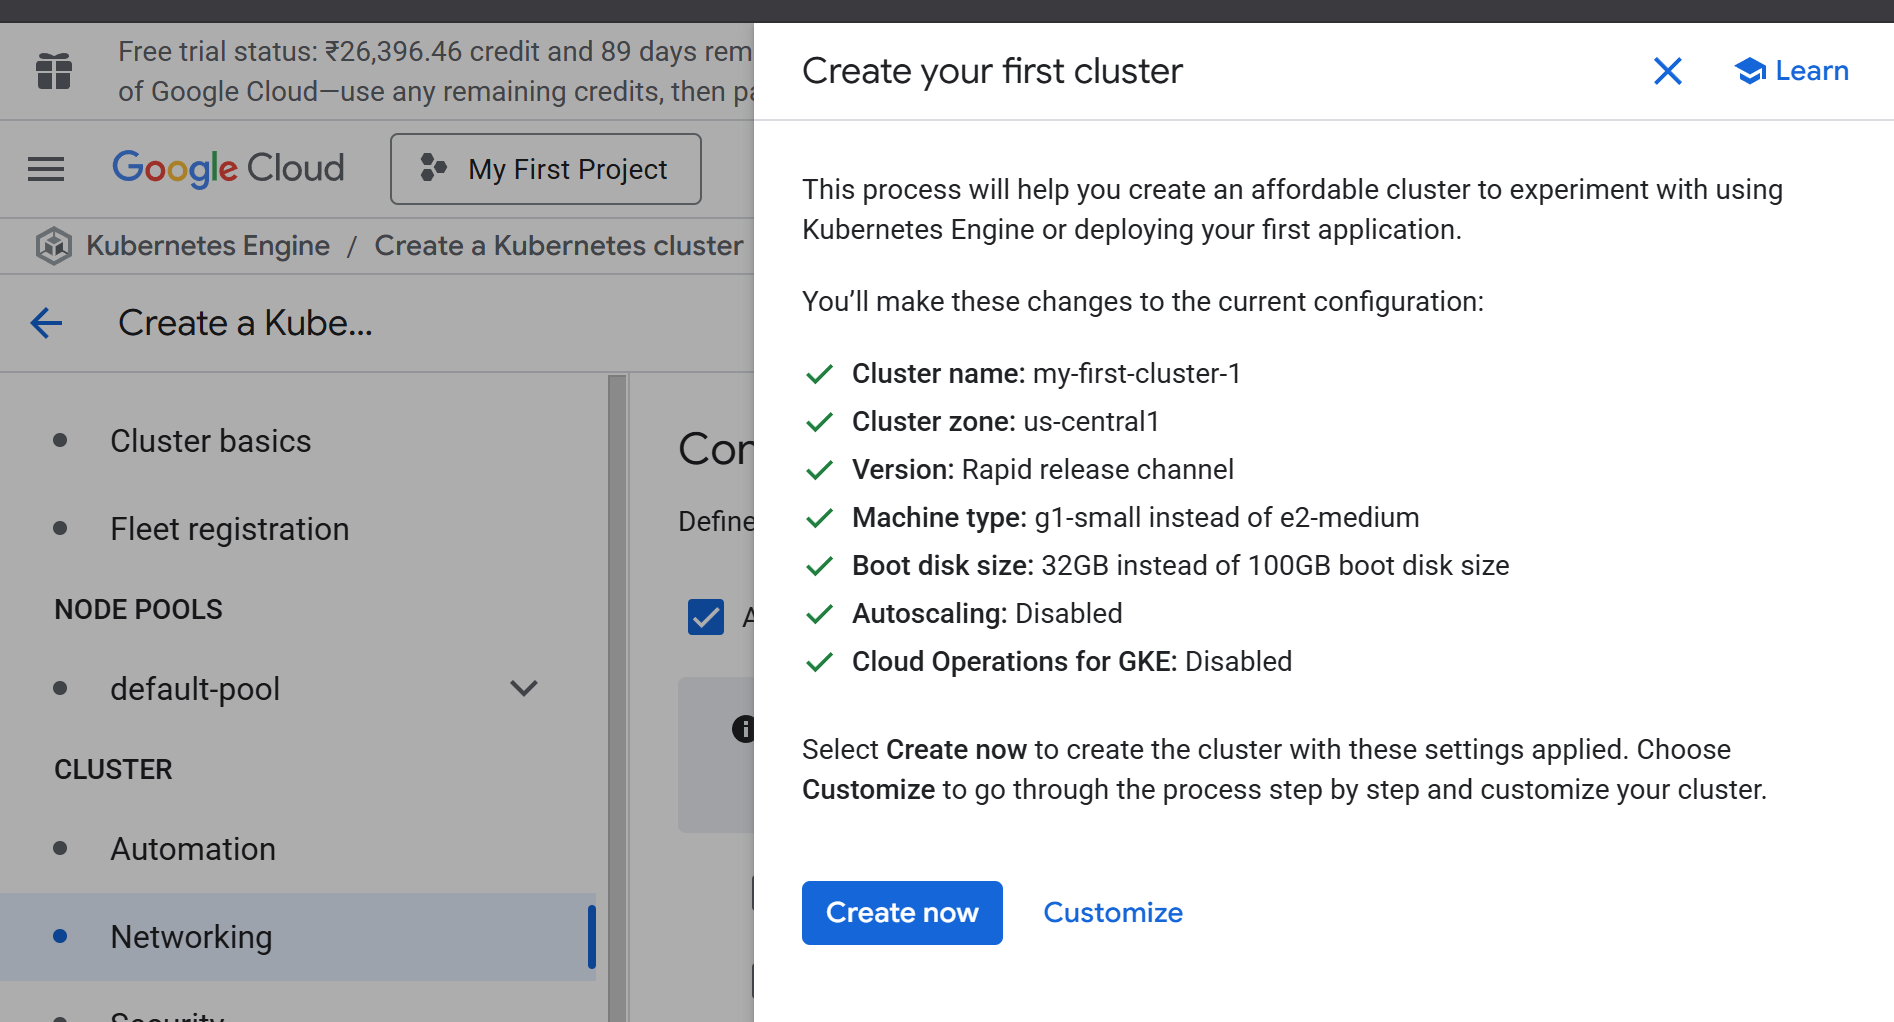 Free trial status: ₹26,396.46 credit and 89 days rem
of Google Cloud—use any remaining credits, then pa
Google Cloud
My First Project
Kubernetes Engine / Create a Kubernetes cluster
Create a Kube...
Cluster basics
Fleet registration
NODE POOLS
default-pool
CLUSTER
Automation
Networking
Security
Con
Define
A
Create your first cluster
Learn
This process will help you create an affordable cluster to experiment with using
Kubernetes Engine or deploying your first application.
You’ll make these changes to the current configuration:
Cluster name: my-first-cluster-1
Cluster zone: us-central1
Version: Rapid release channel
Machine type: g1-small instead of e2-medium
Boot disk size: 32GB instead of 100GB boot disk size
Autoscaling: Disabled
Cloud Operations for GKE: Disabled
Select Create now to create the cluster with these settings applied. Choose
Customize to go through the process step by step and customize your cluster.
Create now
Customize